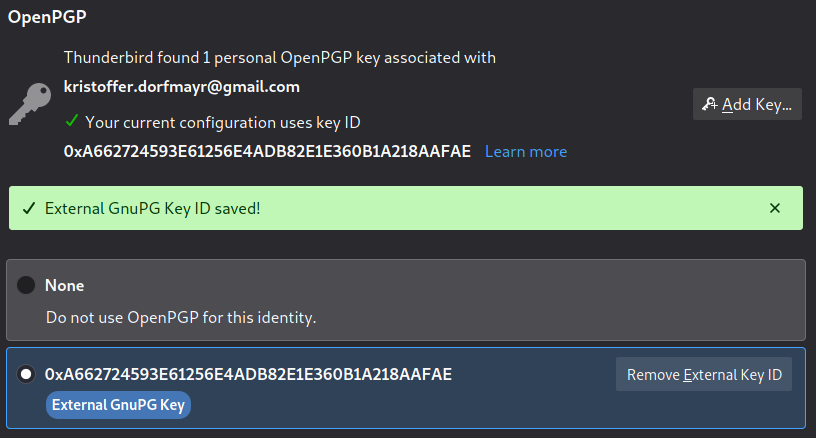 OpenPGP
Thunderbird found 1 personal OpenPGP key associated with
kristoffer.dorfmayr@gmail.com
Add Key...
Your current configuration uses key ID
0xA662724593E61256E4ADB82E1E360B1A218AAFAE Learn more
External GnuPG Key ID saved!
None
Do not use OpenPGP for this identity.
0xA662724593E61256E4ADB82E1E360B1A218AAFAE
Remove External Key ID
External GnuPG Key